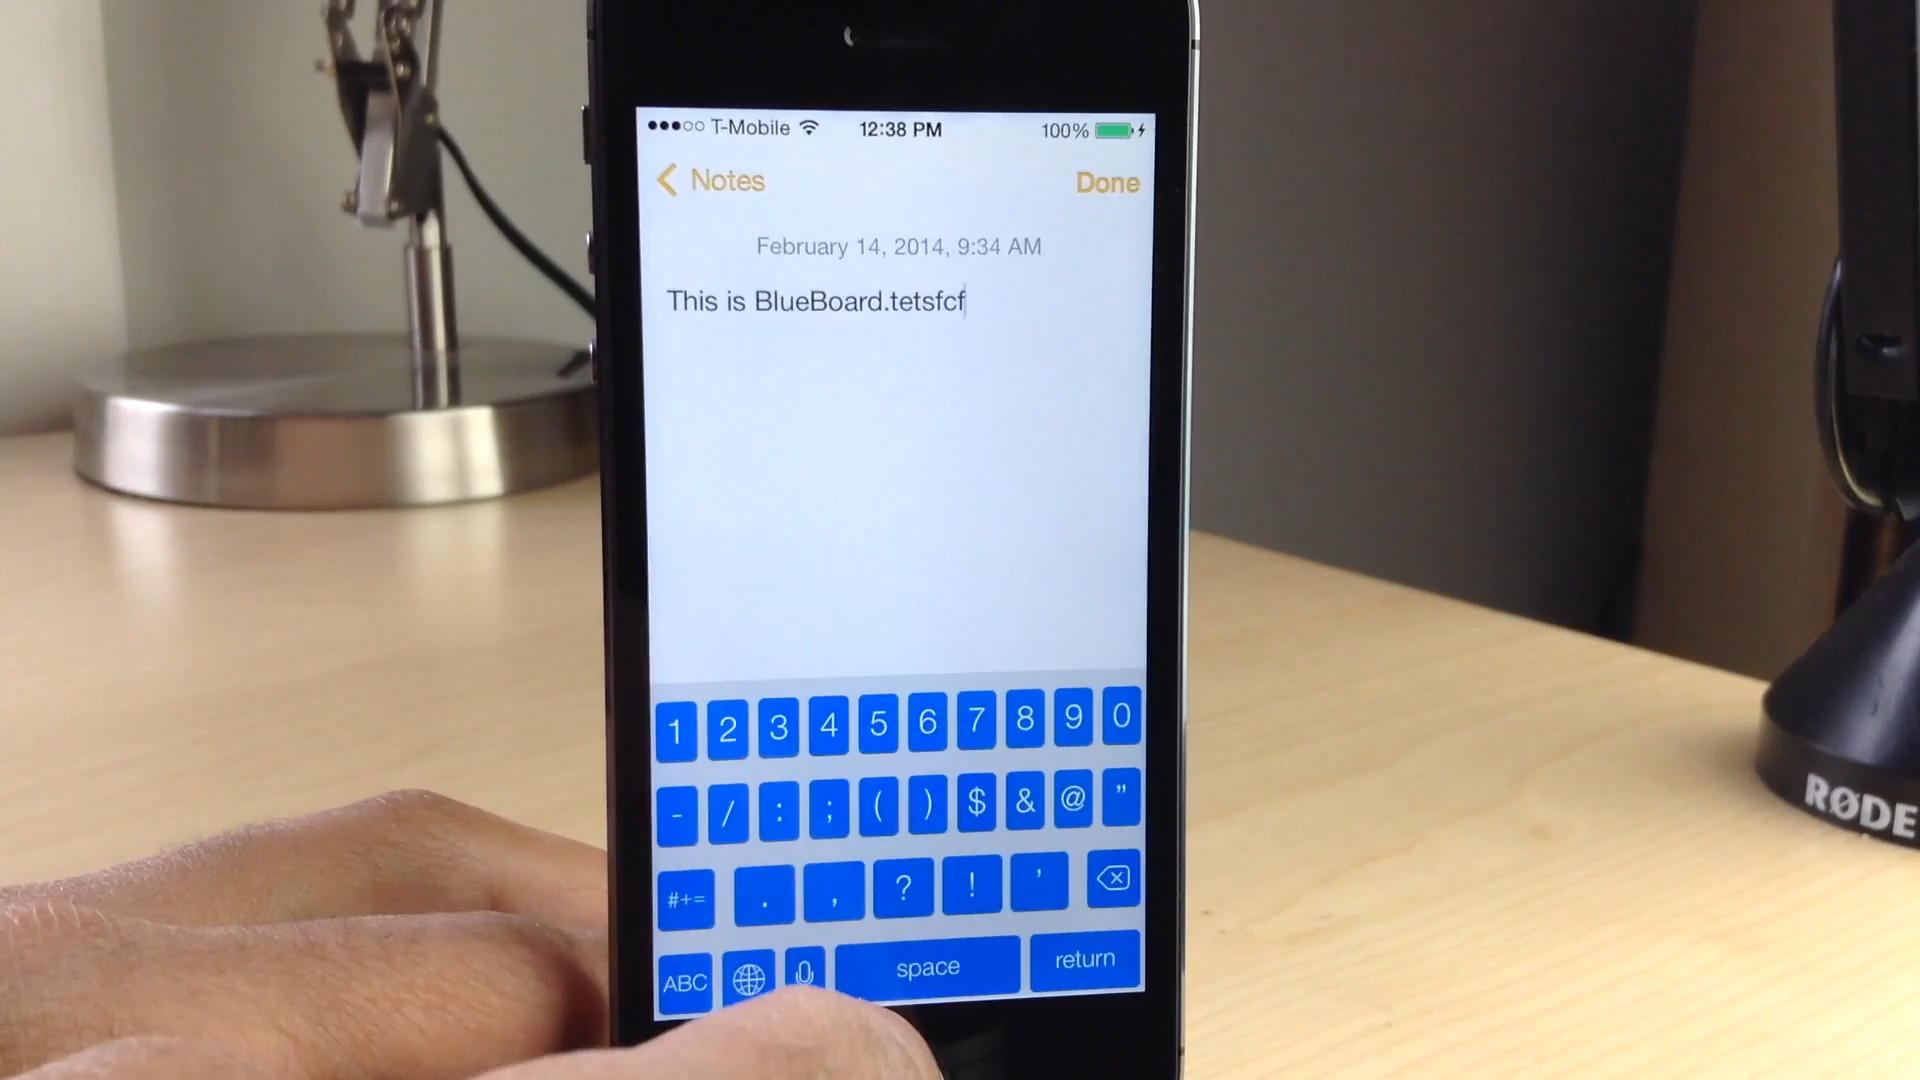 T-Mobile 12:38 PM 100%
Notes Done
February 14, 2014, 9:34 AM
This is BlueBoard.tetsfcf
1 2 3 4 5 6 7 8 9 0
- / : ; ( ) $ & @ ”
#+= . , ? ! ’
ABC space return
RØDE